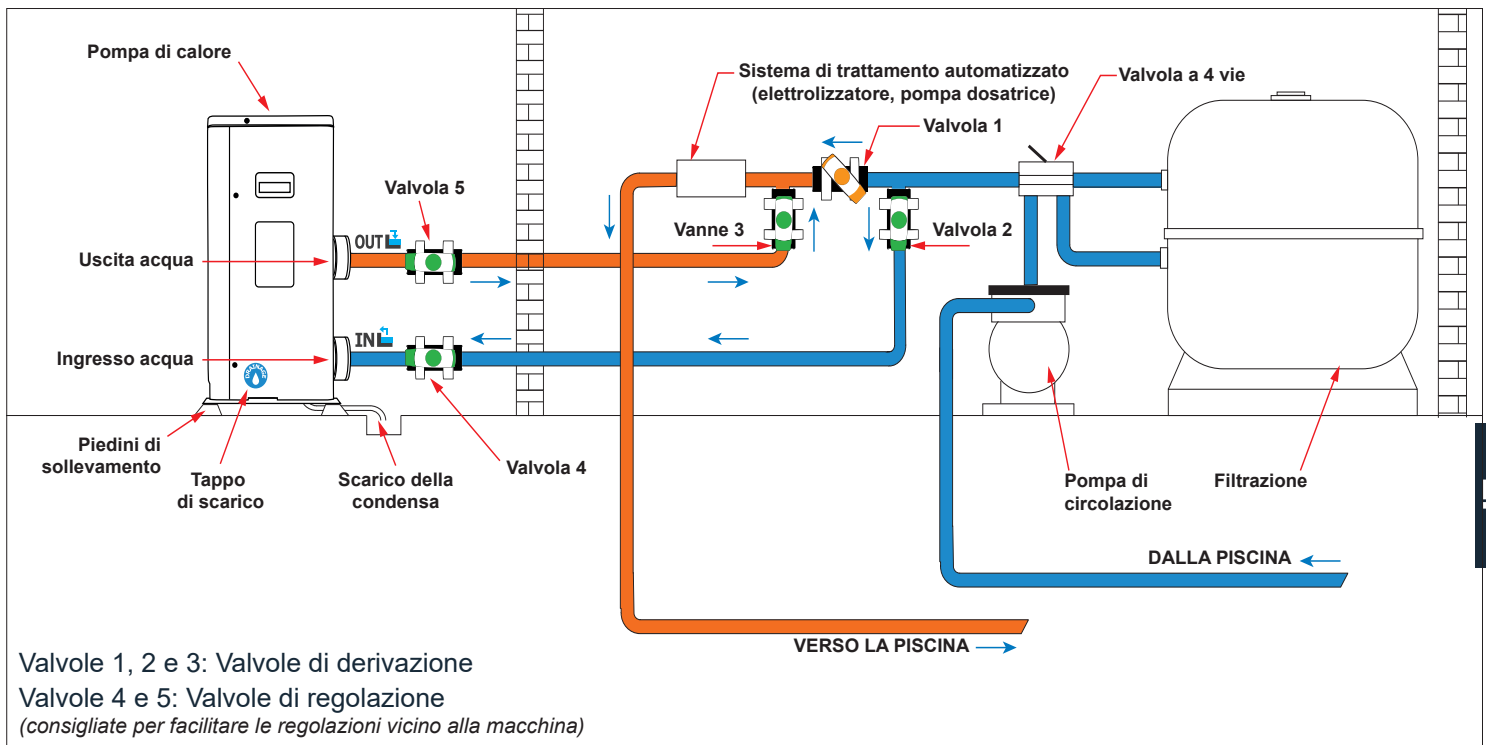 Pompa di calore
Sistema di trattamento automatizzato
(elettrolizzatore, pompa dosatrice)
Valvola a 4 vie
Valvola 1
Valvola 5
Vanne 3
Valvola 2
OUT
Uscita acqua
IN
Ingresso acqua
DRAINAGE
Piedini di
sollevamento
Tappo
di scarico
Scarico della
condensa
Valvola 4
Pompa di
circolazione
Filtrazione
DALLA PISCINA
VERSO LA PISCINA
Valvole 1, 2 e 3: Valvole di derivazione
Valvole 4 e 5: Valvole di regolazione
(consigliate per facilitare le regolazioni vicino alla macchina)